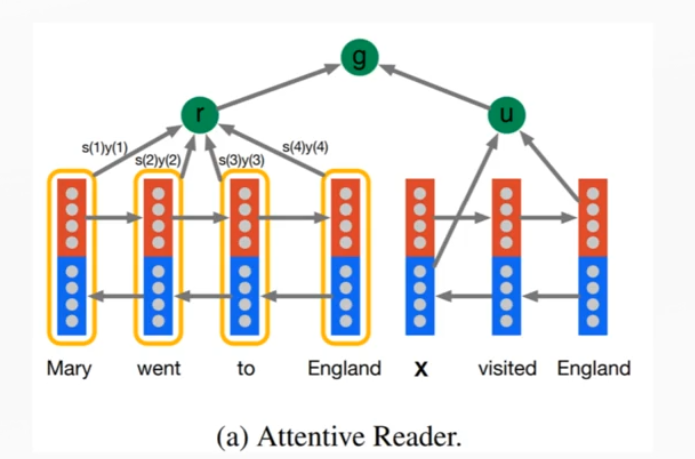 g
r
u
s(1)y(1)
s(2)y(2)
s(3)y(3)
s(4)y(4)
Mary went to England X visited England
(a) Attentive Reader.